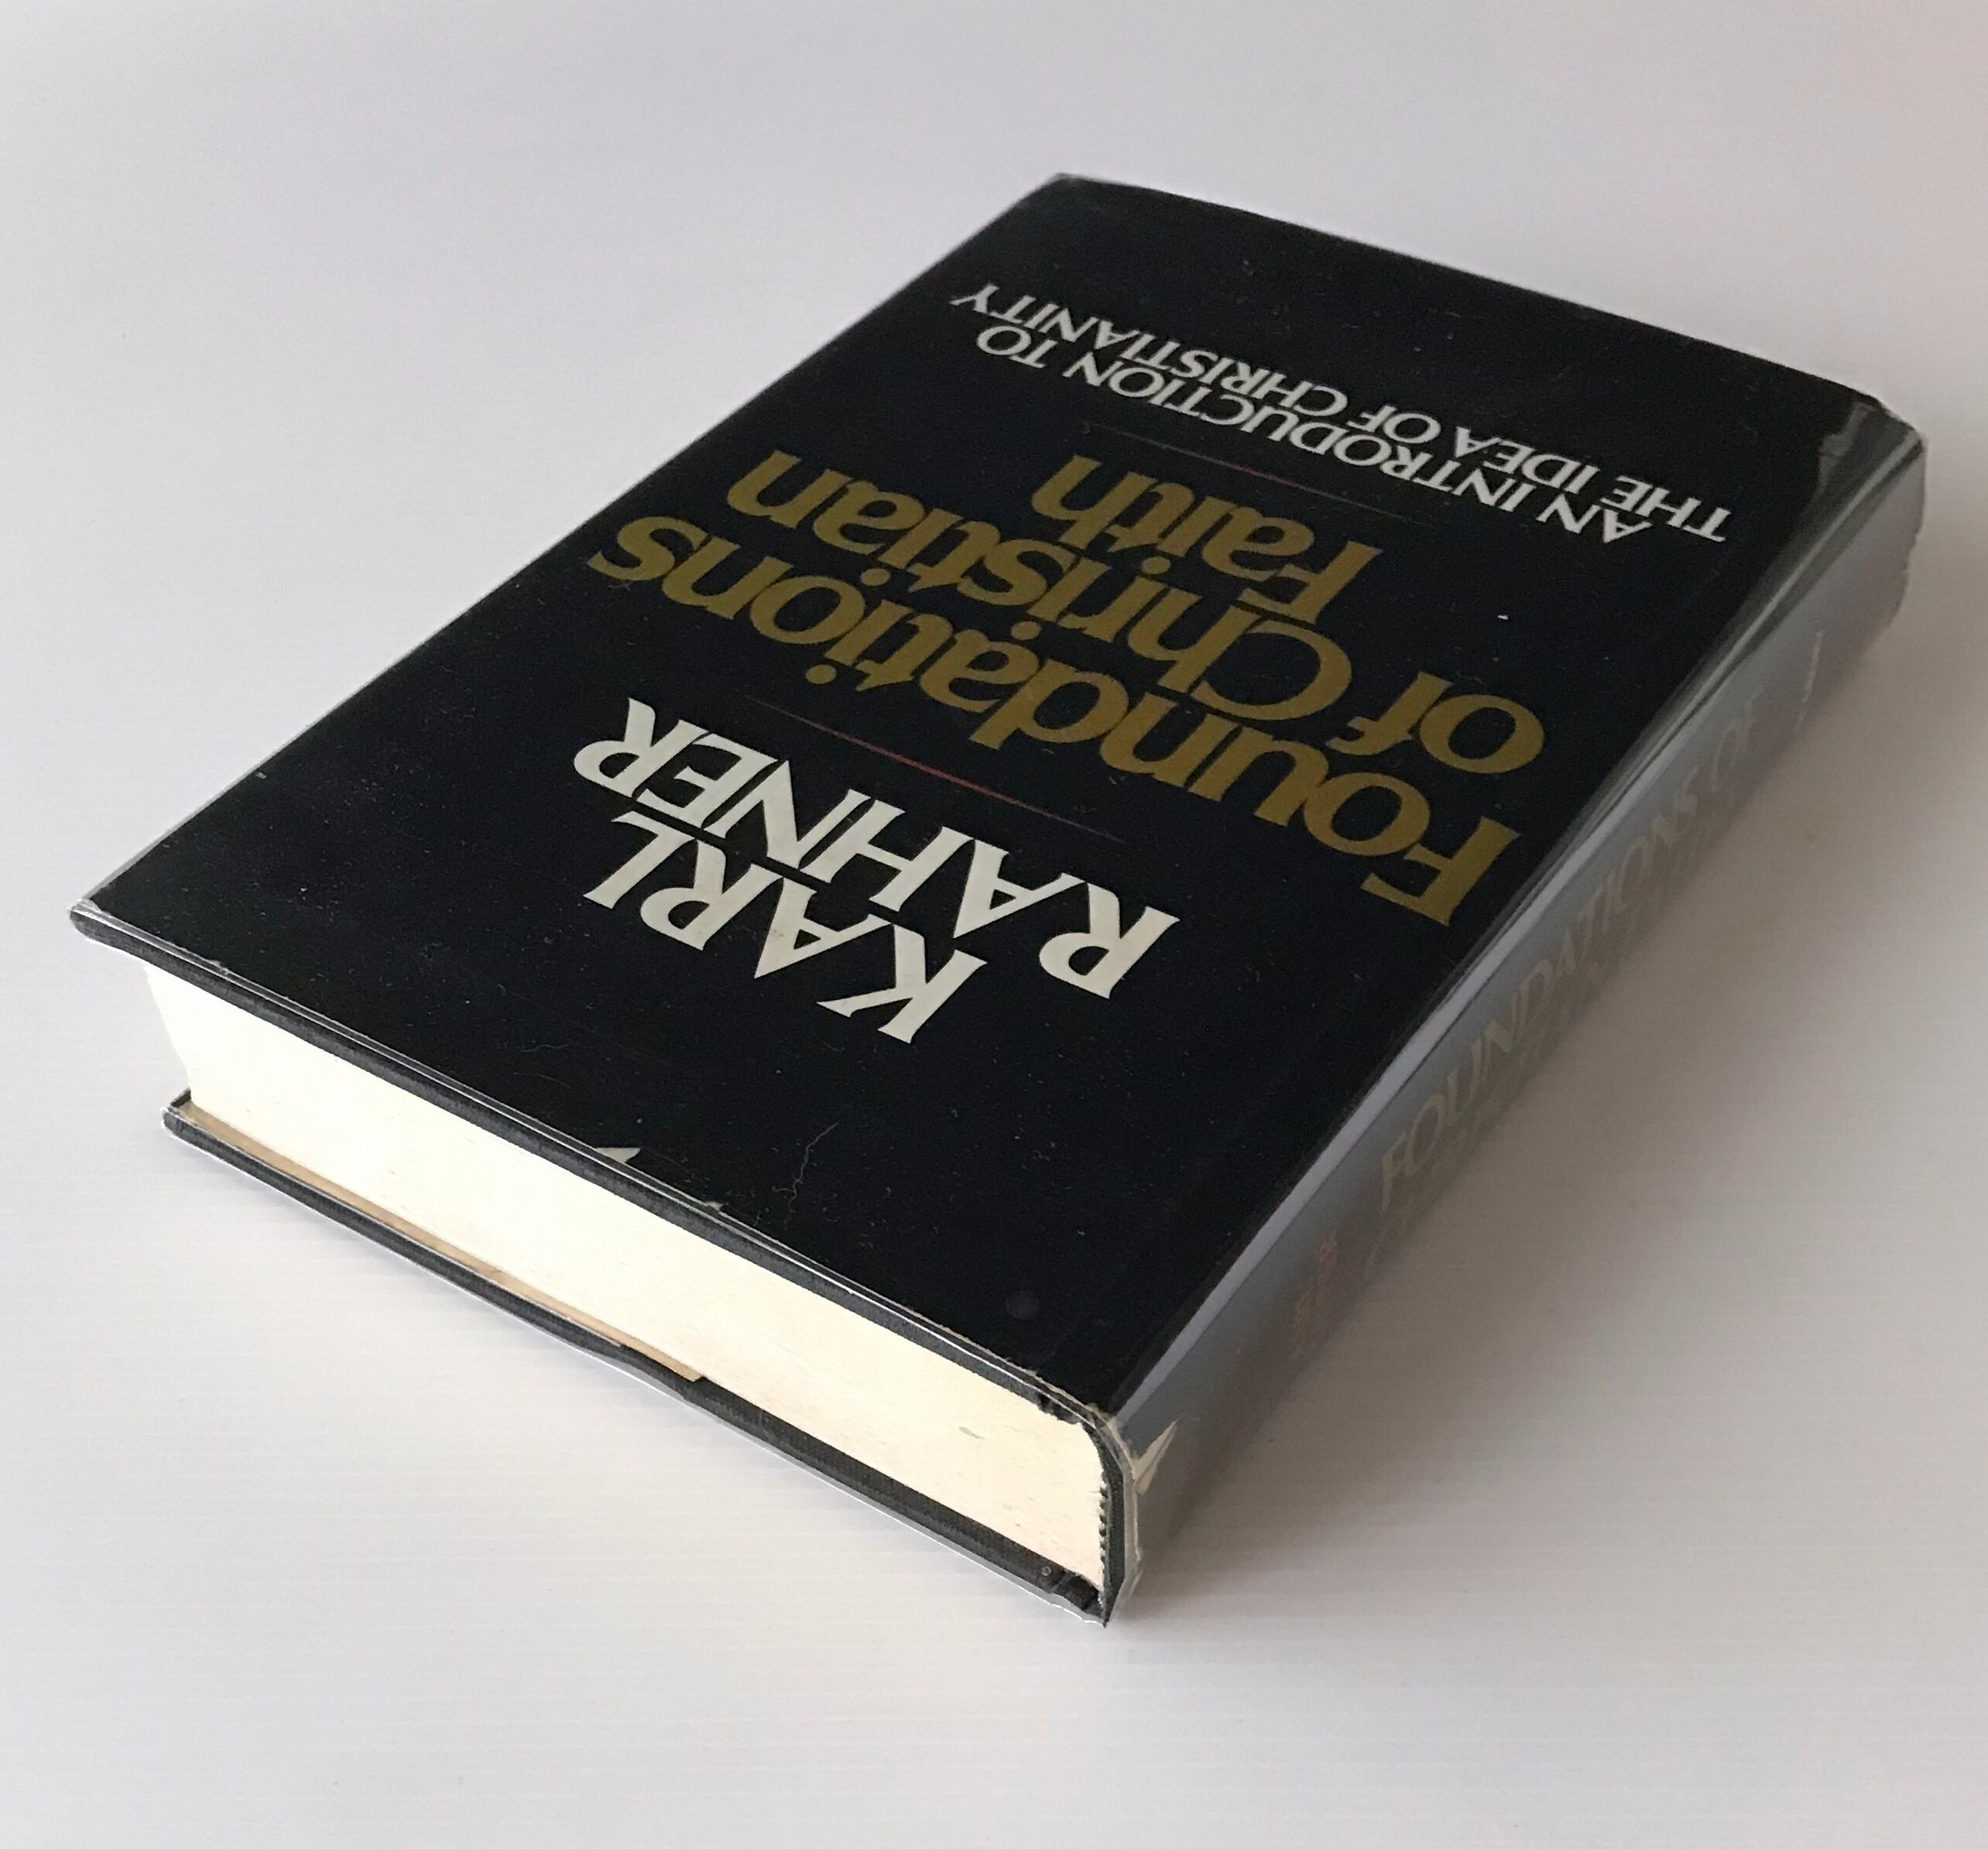 KARL
RAHNER
Foundations
of Christian
Faith
AN INTRODUCTION TO
THE IDEA OF CHRISTIANITY
FOUNDATIONS OF